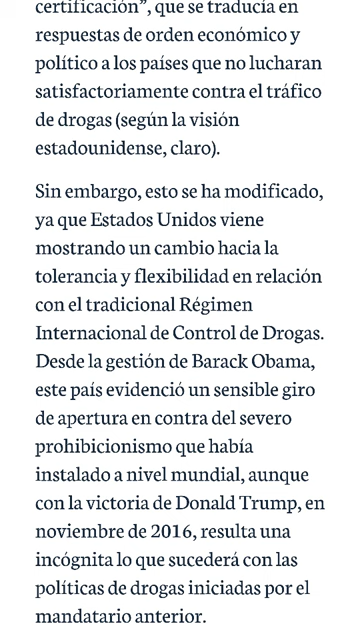 certificación”, que se traducía en
respuestas de orden económico y
político a los países que no lucharan
satisfactoriamente contra el tráfico
de drogas (según la visión
estadounidense, claro).
Sin embargo, esto se ha modificado,
ya que Estados Unidos viene
mostrando un cambio hacia la
tolerancia y flexibilidad en relación
con el tradicional Régimen
Internacional de Control de Drogas.
Desde la gestión de Barack Obama,
este país evidenció un sensible giro
de apertura en contra del severo
prohibicionismo que había
instalado a nivel mundial, aunque
con la victoria de Donald Trump, en
noviembre de 2016, resulta una
incógnita lo que sucederá con las
políticas de drogas iniciadas por el
mandatario anterior.